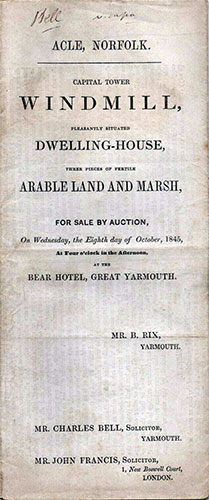 Bell
ACLE, NORFOLK.
CAPITAL TOWER
WINDMILL,
PLEASANTLY SITUATED
DWELLING-HOUSE,
THREE PIECES OF FERTILE
ARABLE LAND AND MARSH,
FOR SALE BY AUCTION,
On Wednesday, the Eighth day of October, 1845,
At Four o'clock in the Afternoon,
AT THE
BEAR HOTEL, GREAT YARMOUTH.
MR. B. RIX,
YARMOUTH.
MR. CHARLES BELL, SOLICITOR,
YARMOUTH.
MR. JOHN FRANCIS, SOLICITOR,
1, New Boswell Court,
LONDON.